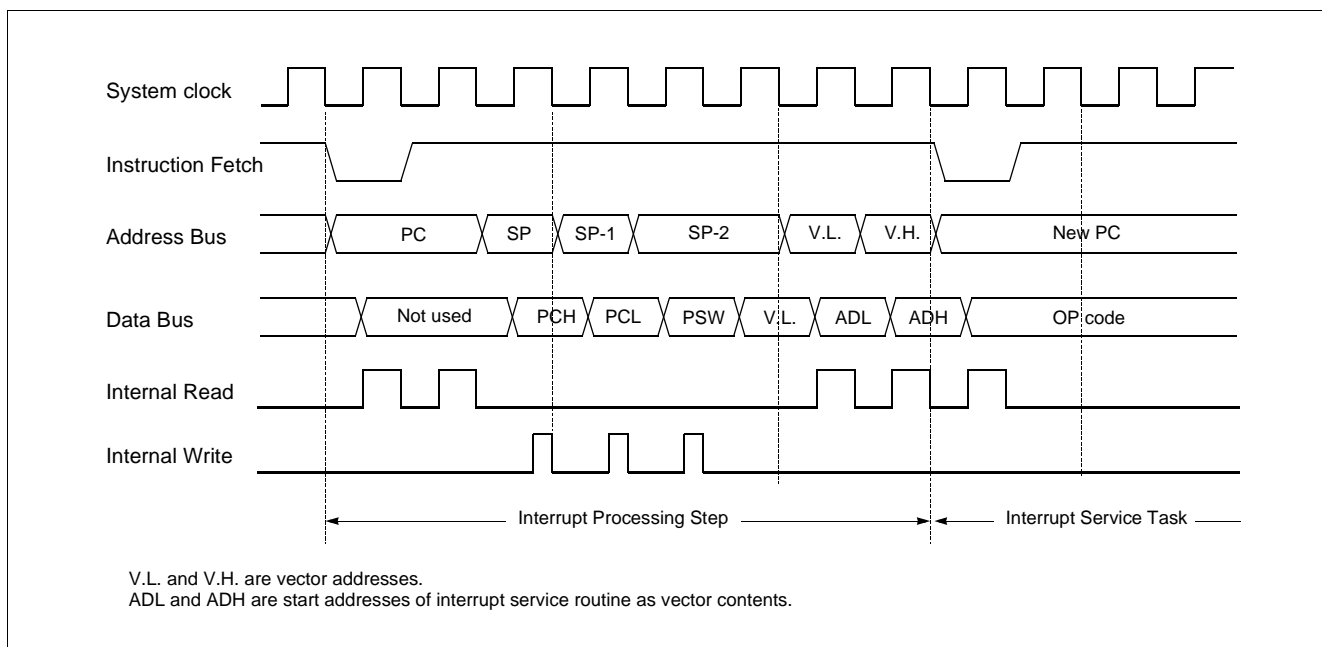 System clock
Instruction Fetch
Address Bus PC SP SP-1 SP-2 V.L. V.H. New PC
Data Bus Not used PCH PCL PSW V.L. ADL ADH OP code
Internal Read
Internal Write
Interrupt Processing Step Interrupt Service Task
V.L. and V.H. are vector addresses.
ADL and ADH are start addresses of interrupt service routine as vector contents.